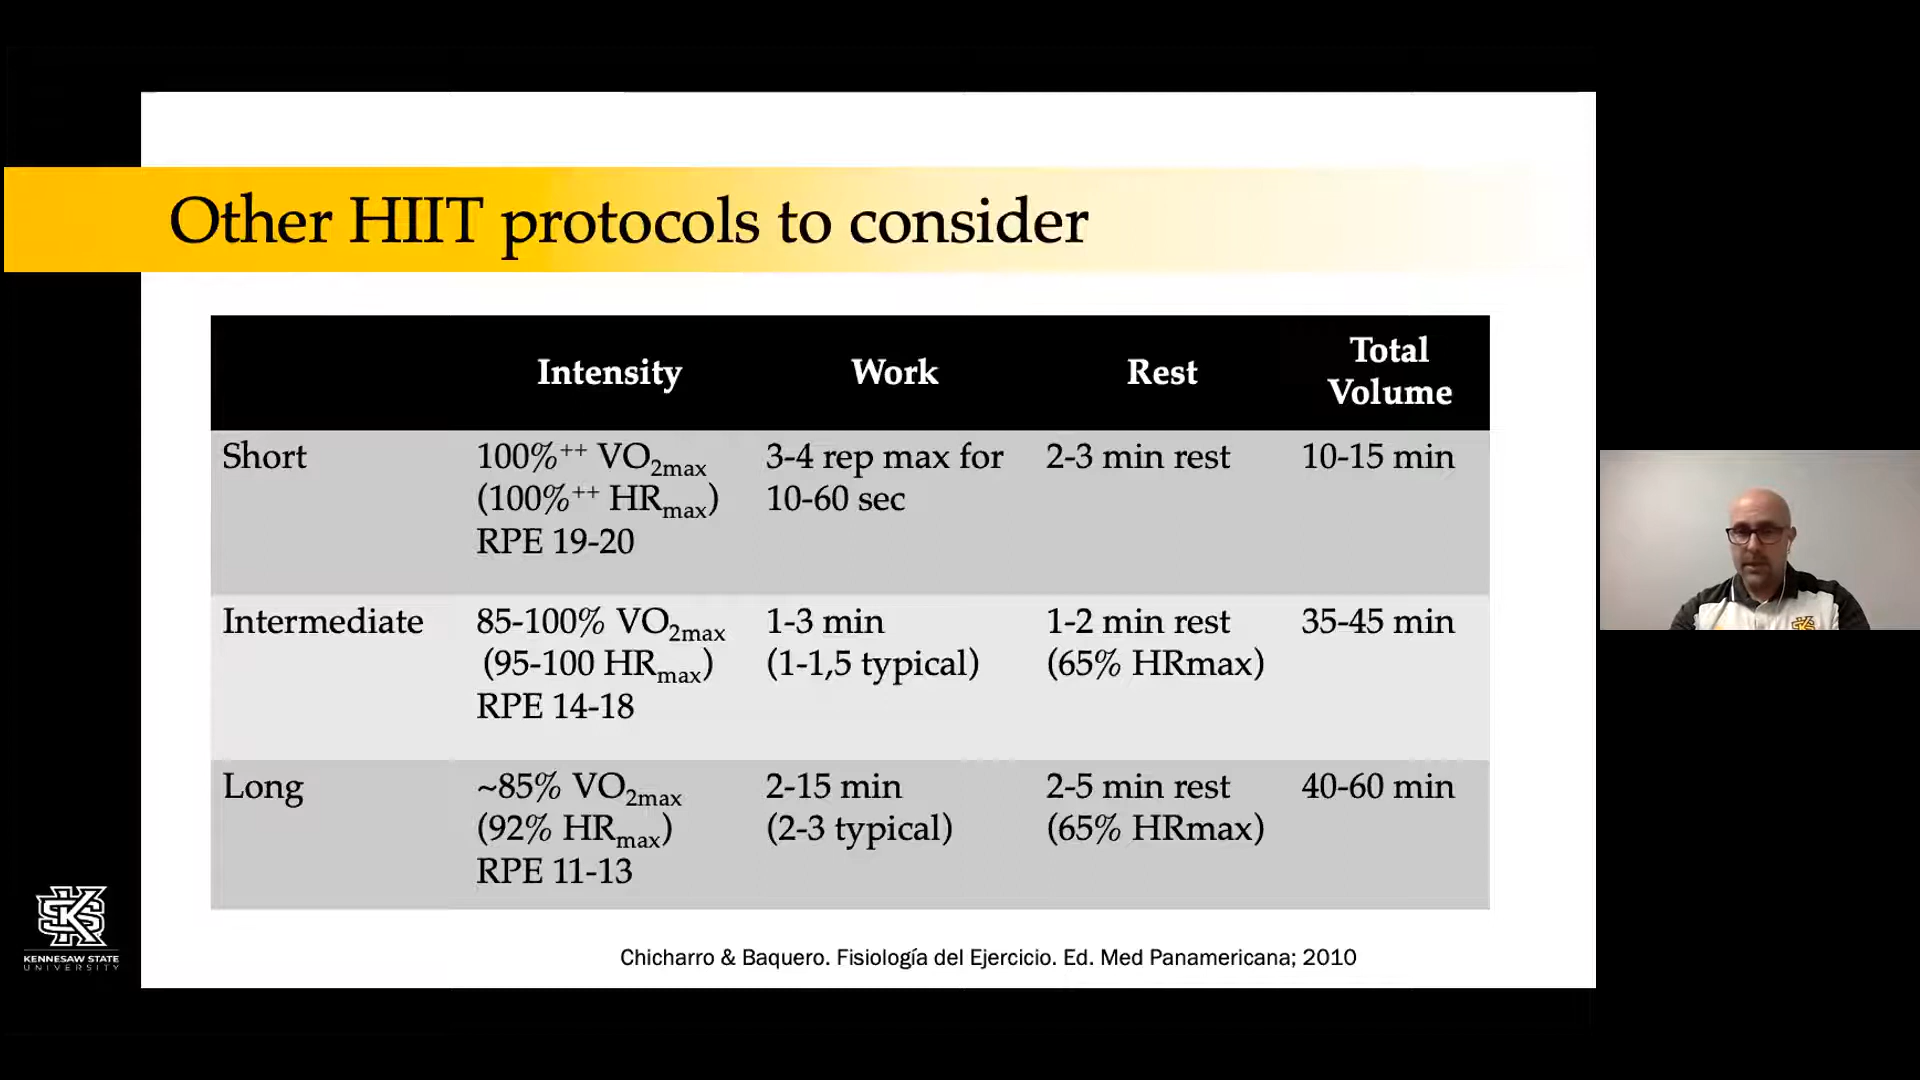 Other HIIT protocols to consider
Intensity Work Rest Total Volume
Short 100%⁺⁺ VO₂max 3-4 rep max for 2-3 min rest 10-15 min
(100%⁺⁺ HRmax) 10-60 sec
RPE 19-20
Intermediate 85-100% VO₂max 1-3 min 1-2 min rest 35-45 min
(95-100 HRmax) (1-1,5 typical) (65% HRmax)
RPE 14-18
Long ~85% VO₂max 2-15 min 2-5 min rest 40-60 min
(92% HRmax) (2-3 typical) (65% HRmax)
RPE 11-13
Chicharro & Baquero. Fisiología del Ejercicio. Ed. Med Panamericana; 2010
KS
KENNESAW STATE
UNIVERSITY